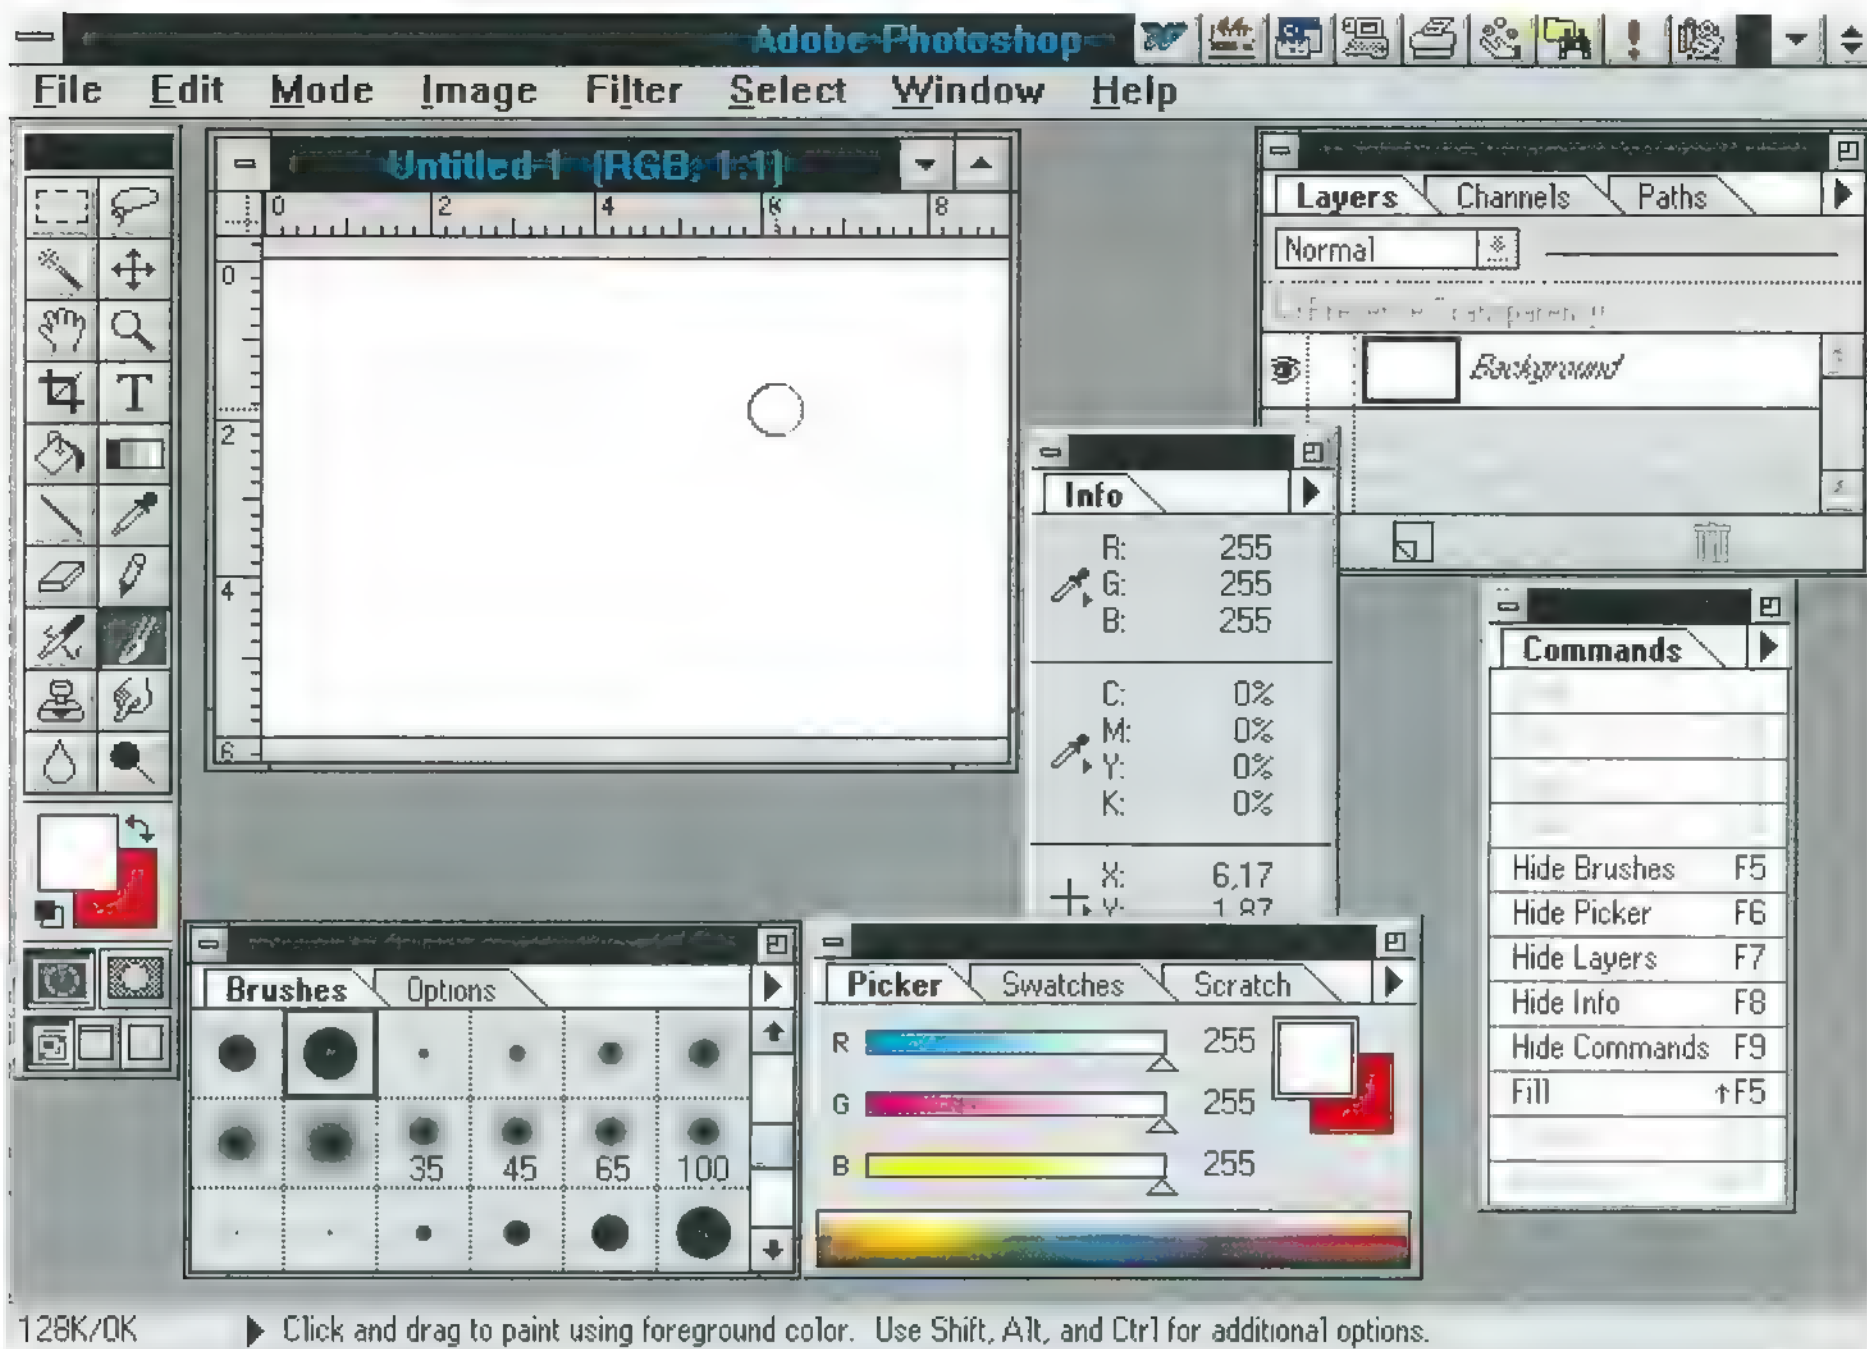 Adobe Photoshop
File Edit Mode Image Filter Select Window Help
Untitled-1 (RGB, 1:1)
0 2 4 6 8
0
2
4
6
Layers Channels Paths
Normal
Background
Info
R: 255
G: 255
B: 255
C: 0%
M: 0%
Y: 0%
K: 0%
X: 6,17
Y: 1,87
Commands
Hide Brushes F5
Hide Picker F6
Hide Layers F7
Hide Info F8
Hide Commands F9
Fill ↑F5
T
Brushes Options
35 45 65 100
Picker Swatches Scratch
R 255
G 255
B 255
128K/0K
Click and drag to paint using foreground color. Use Shift, Alt, and Ctrl for additional options.